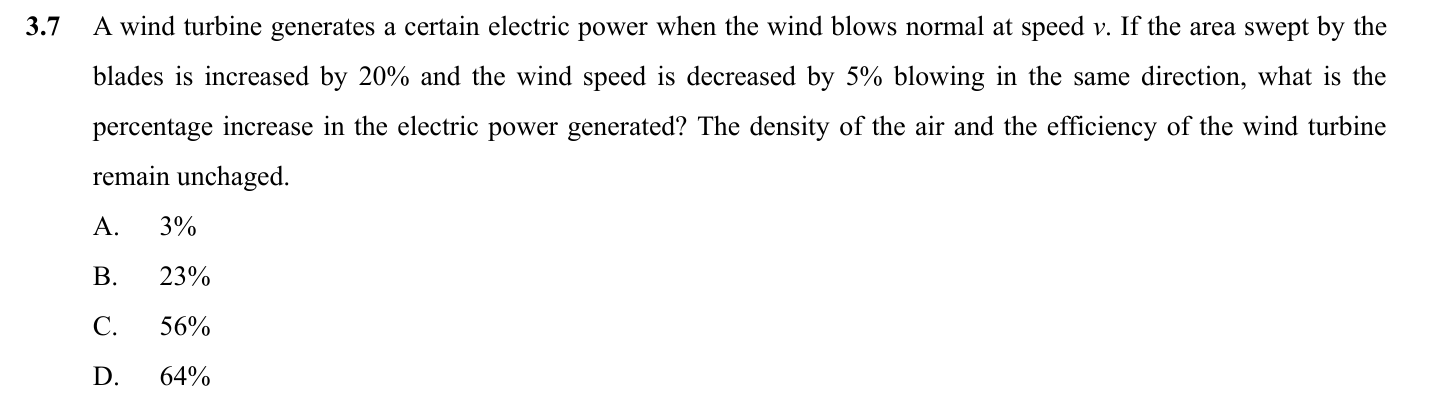 3.7 A wind turbine generates a certain electric power when the wind blows normal at speed v. If the area swept by the
blades is increased by 20% and the wind speed is decreased by 5% blowing in the same direction, what is the
percentage increase in the electric power generated? The density of the air and the efficiency of the wind turbine
remain unchaged.
A. 3%
B. 23%
C. 56%
D. 64%